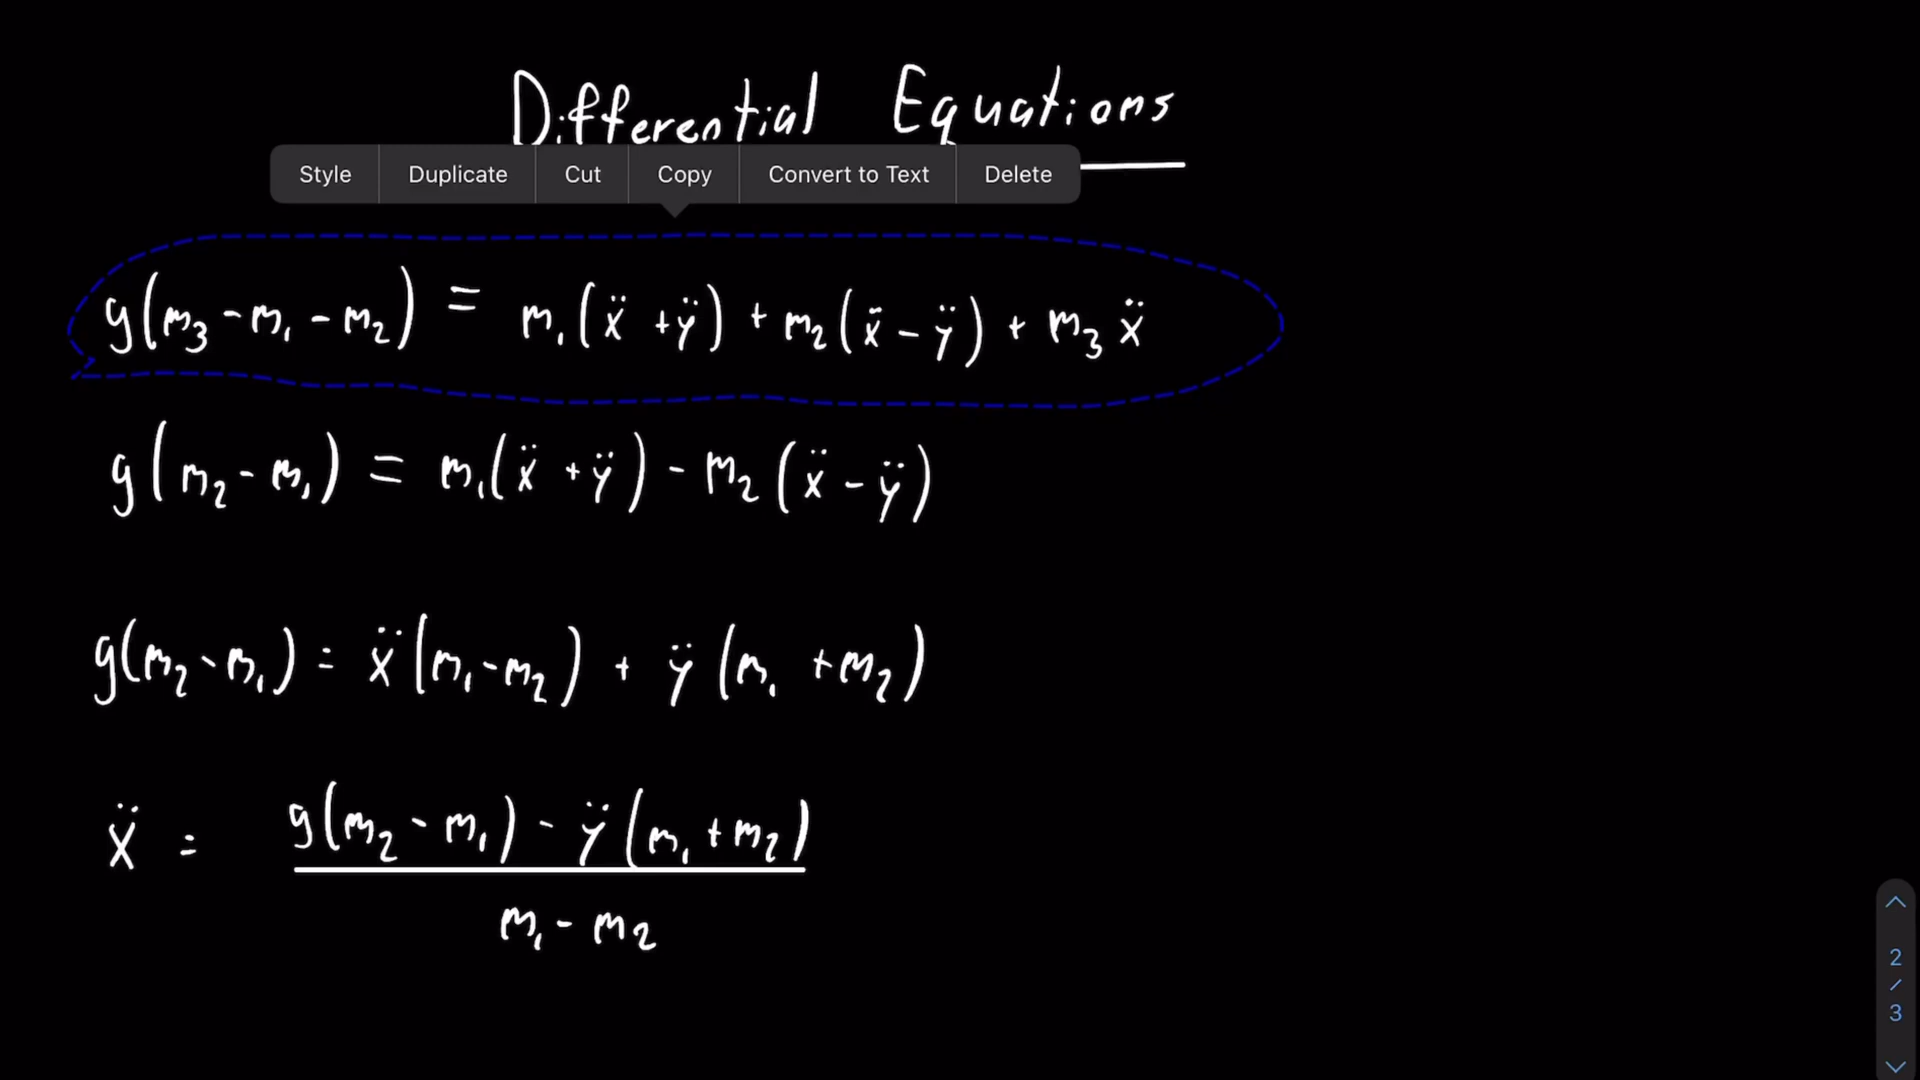 Differential Equations
Style Duplicate Cut Copy Convert to Text Delete
g(m₃ - m₁ - m₂) = m₁(ẍ + ÿ) + m₂(ẍ - ÿ) + m₃ẍ
g(m₂ - m₁) = m₁(ẍ + ÿ) - m₂(ẍ - ÿ)
g(m₂ - m₁) = ẍ(m₁ - m₂) + ÿ(m₁ + m₂)
ẍ = g(m₂ - m₁) - ÿ(m₁ + m₂)
m₁ - m₂
2
/
3